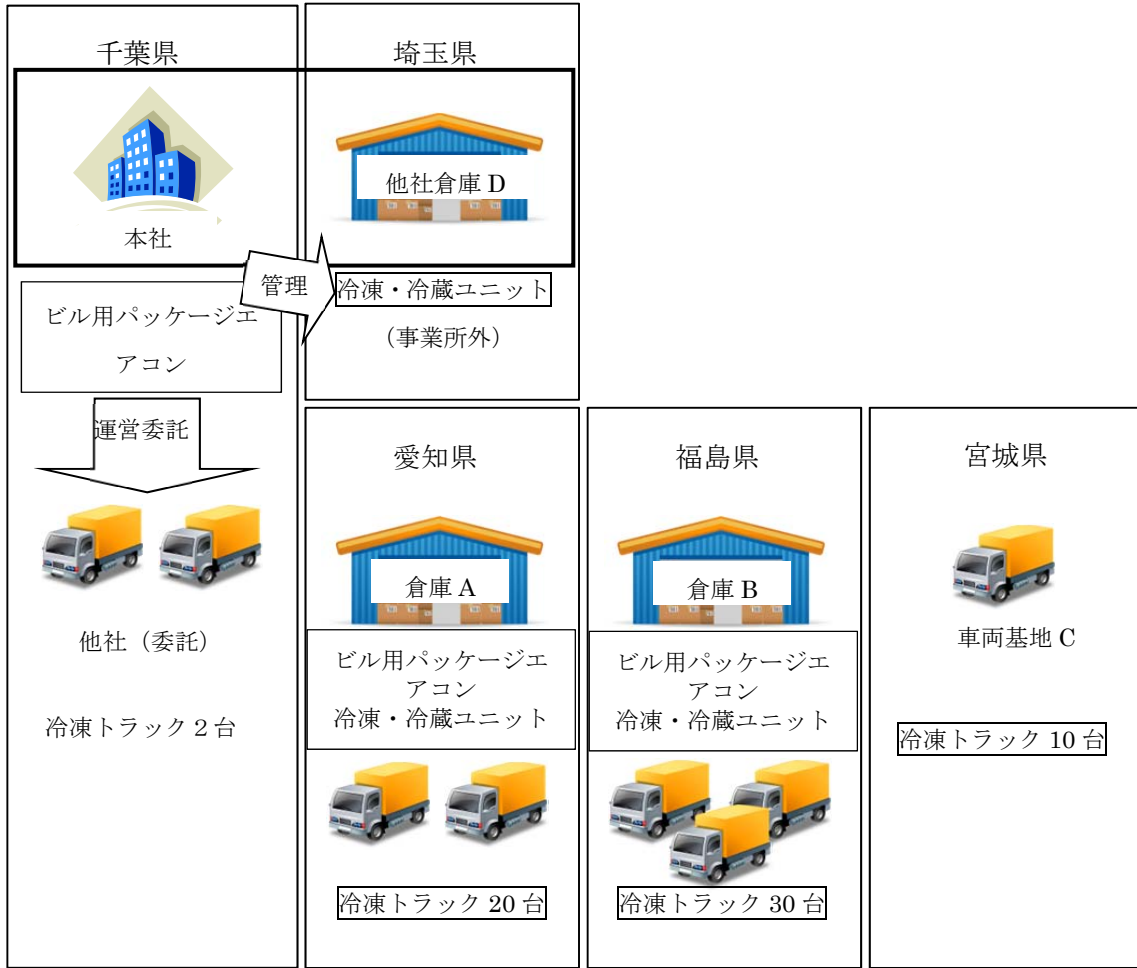 千葉県
本社
ビル用パッケージエ
アコン
運営委託
他社（委託）
冷凍トラック２台
管理
埼玉県
他社倉庫 D
冷凍・冷蔵ユニット
（事業所外）
愛知県
倉庫 A
ビル用パッケージエ
アコン
冷凍・冷蔵ユニット
冷凍トラック 20 台
福島県
倉庫 B
ビル用パッケージエ
アコン
冷凍・冷蔵ユニット
冷凍トラック 30 台
宮城県
車両基地 C
冷凍トラック 10 台